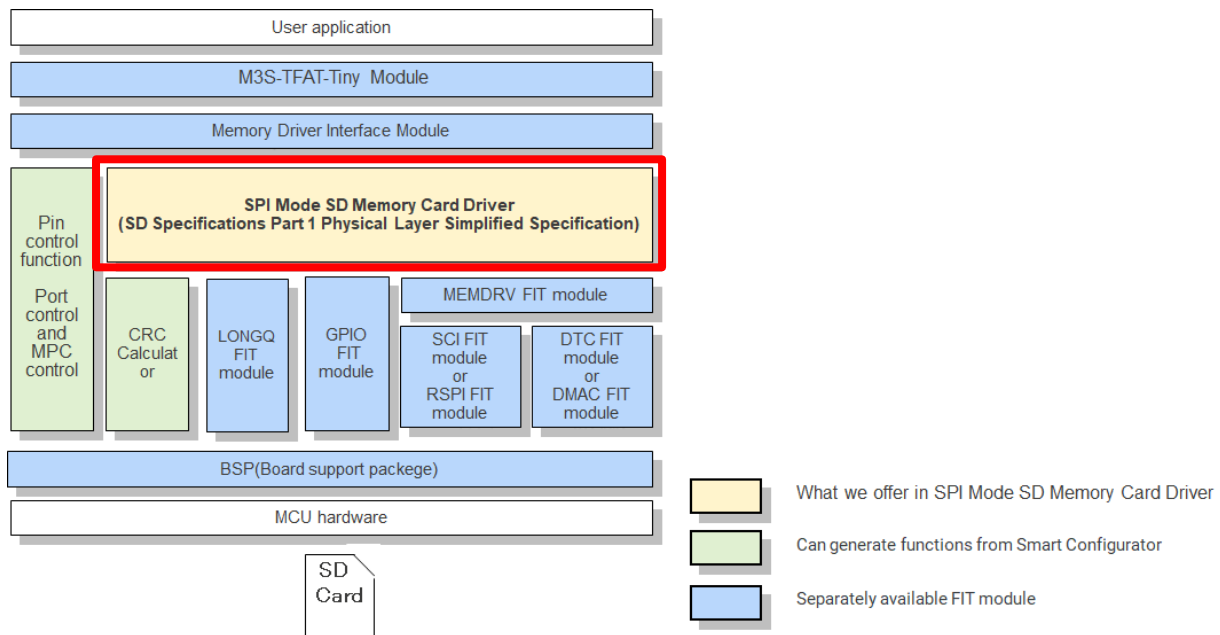 User application
M3S-TFAT-Tiny Module
Memory Driver Interface Module
Pin
control
function
Port
control
and
MPC
control
SPI Mode SD Memory Card Driver
(SD Specifications Part 1 Physical Layer Simplified Specification)
CRC
Calculat
or
LONGQ
FIT
module
GPIO
FIT
module
MEMDRV FIT module
SCI FIT
module
or
RSPI FIT
module
DTC FIT
module
or
DMAC FIT
module
BSP(Board support packege)
MCU hardware
SD
Card
What we offer in SPI Mode SD Memory Card Driver
Can generate functions from Smart Configurator
Separately available FIT module